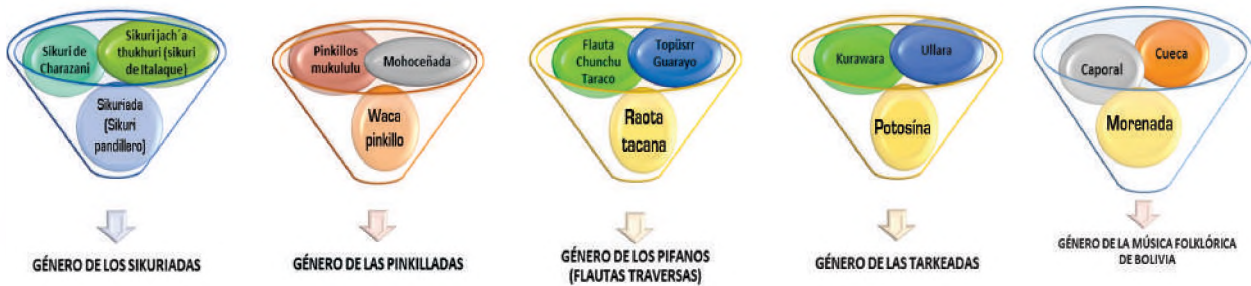 Sikuri de
Charazani
Sikuri jach´a
thukhuri (sikuri
de Italaque)
Sikuriada
(Sikuri
pandillero)
GÉNERO DE LOS SIKURIADAS
Pinkillos
mukululu
Mohoceñada
Waca
pinkillo
GÉNERO DE LAS PINKILLADAS
Flauta
Chunchu
Taraco
Topüsrr
Guarayo
Raota
tacana
GÉNERO DE LOS PIFANOS
(FLAUTAS TRAVERSAS)
Kurawara
Ullara
Potosína
GÉNERO DE LAS TARKEADAS
Caporal
Cueca
Morenada
GÉNERO DE LA MÚSICA FOLKLÓRICA
DE BOLIVIA